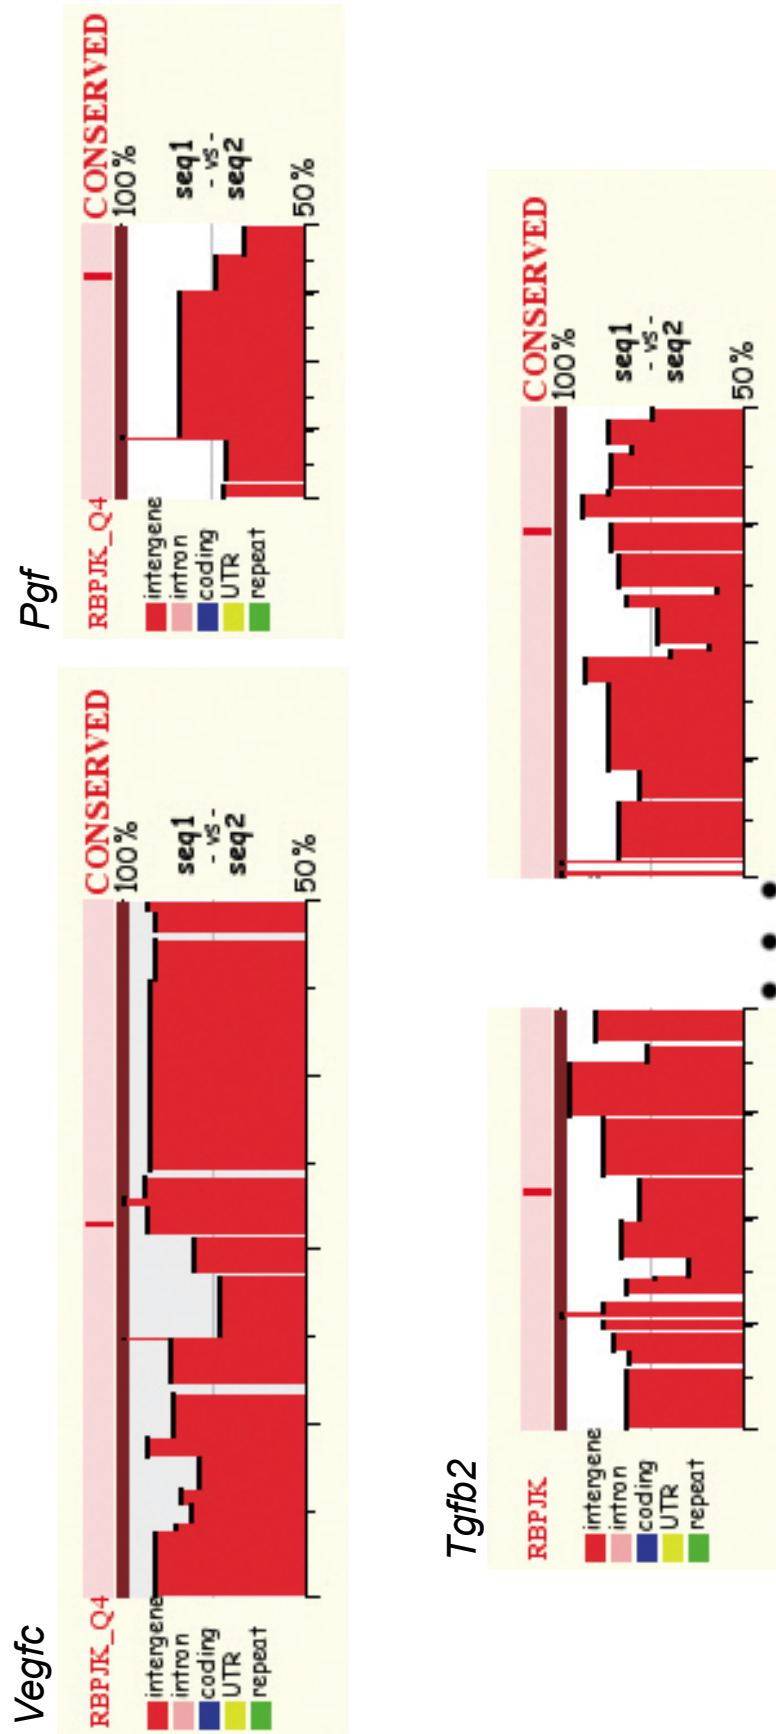 Vegfc
RBPJK_Q4
CONSERVED
intergene
intron
coding
UTR
repeat
100%
seq1
- vs -
seq2
50%
Pgf
RBPJK_Q4
CONSERVED
intergene
intron
coding
UTR
repeat
100%
seq1
- vs -
seq2
50%
Tgfb2
RBPJK
CONSERVED
intergene
intron
coding
UTR
repeat
100%
seq1
- vs -
seq2
50%